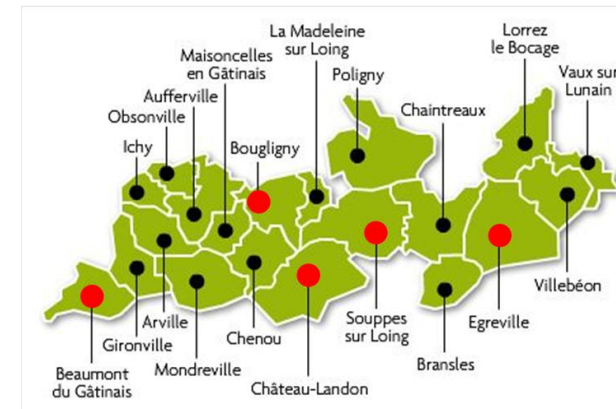 La Madeleine
sur Loing
Lorrez
le Bocage
Maisoncelles
en Gâtinais
Poligny
Vaux sur
Lunain
Aufferville
Chaintreaux
Obsonville
Ichy
Bougligny
Villebéon
Arville
Souppes
sur Loing
Egreville
Gironville
Chenou
Bransles
Beaumont
du Gâtinais
Mondreville
Château-Landon